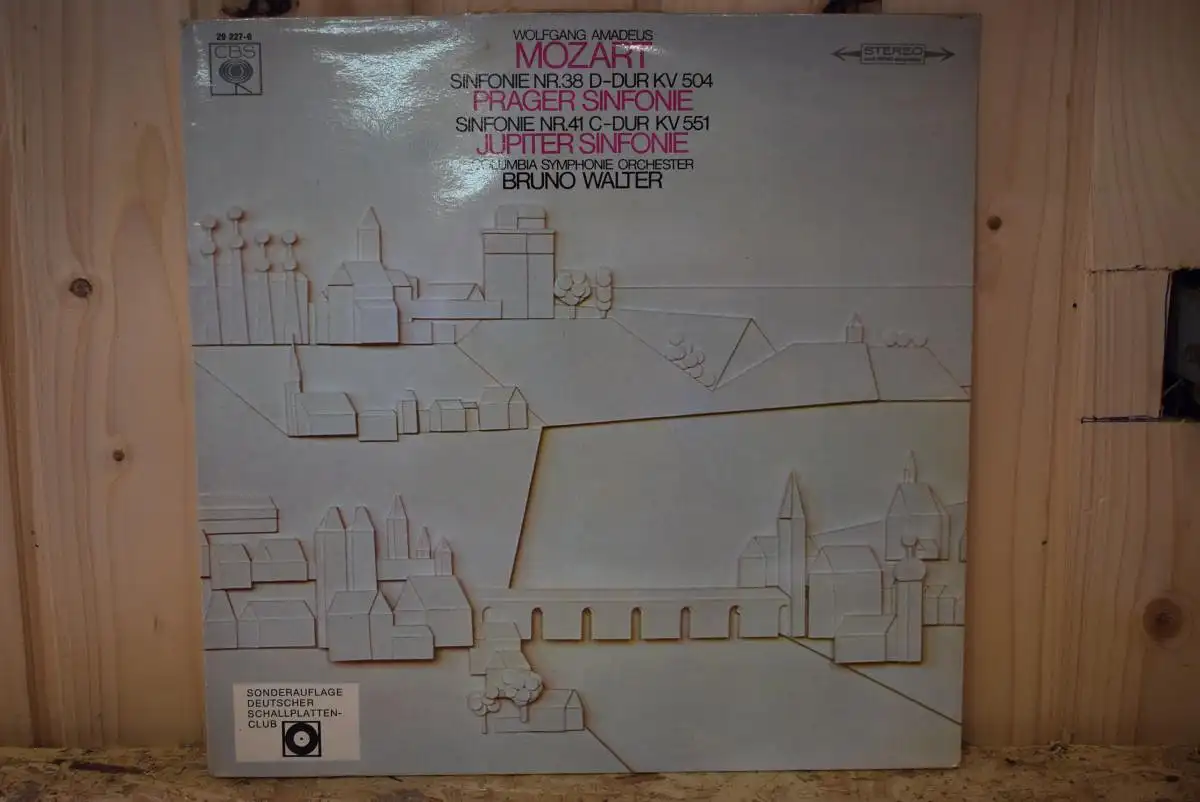 29 227-6
CBS
WOLFGANG AMADEUS
MOZART
SINFONIE NR.38 D-DUR KV 504
PRAGER SINFONIE
SINFONIE NR.41 C-DUR KV 551
JUPITER SINFONIE
COLUMBIA SYMPHONIE ORCHESTER
BRUNO WALTER
STEREO
SONDERAUFLAGE
DEUTSCHER
SCHALLPLATTEN-
CLUB